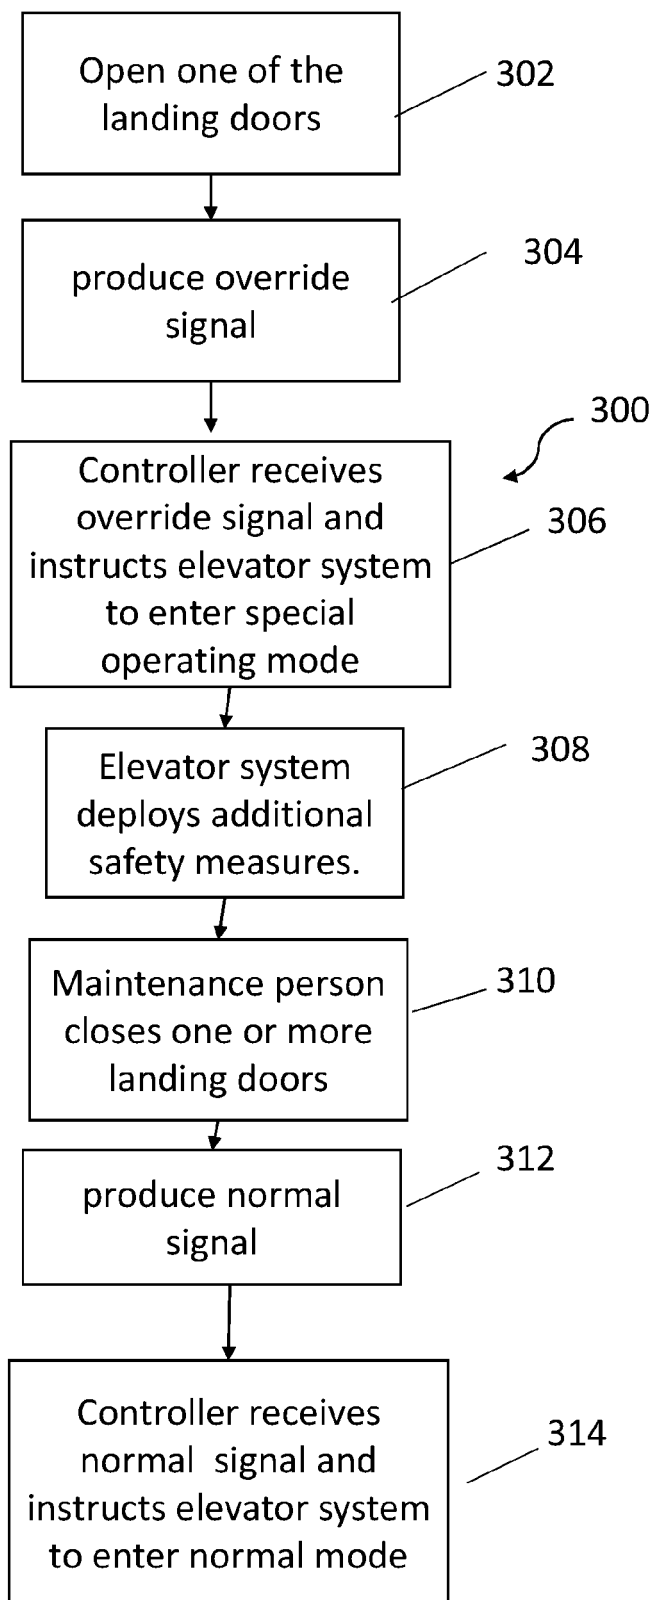 Open one of the
landing doors
302
produce override
signal
304
300
Controller receives
override signal and
instructs elevator system
to enter special
operating mode
306
Elevator system
deploys additional
safety measures.
308
Maintenance person
closes one or more
landing doors
310
produce normal
signal
312
Controller receives
normal signal and
instructs elevator system
to enter normal mode
314